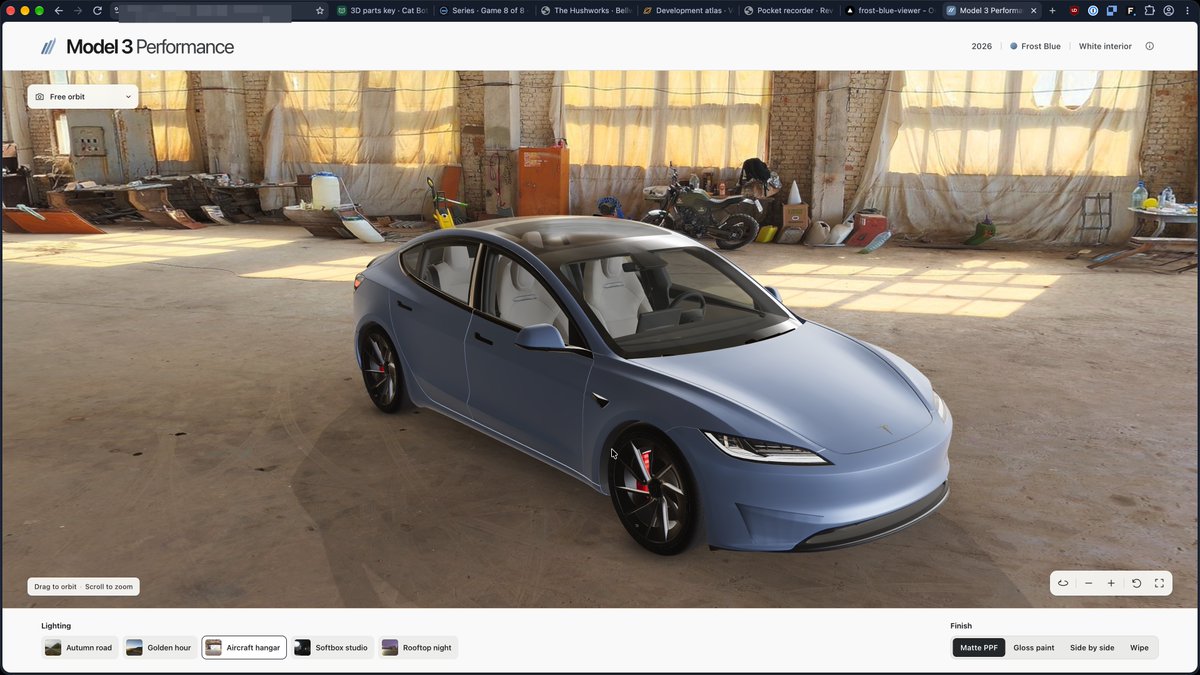 3D parts key - Cat Bo
Series · Game 8 of 8
The Hushworks - Beli
Development atlas
Pocket recorder - Rev
frost-blue-viewer
Model 3 Performa
Model 3 Performance
2026
Frost Blue
White interior
Free orbit
Drag to orbit · Scroll to zoom
Lighting
Autumn road
Golden hour
Aircraft hangar
Softbox studio
Rooftop night
Finish
Matte PPF
Gloss paint
Side by side
Wipe